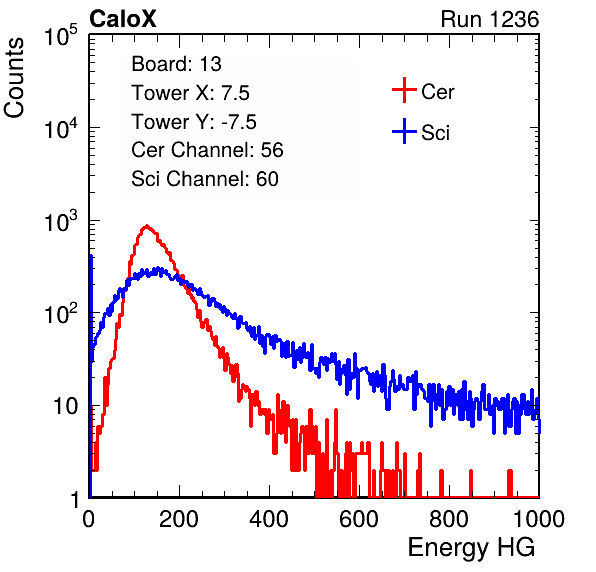 CaloX Run 1236
Counts
Board: 13
Tower X: 7.5
Tower Y: -7.5
Cer Channel: 56
Sci Channel: 60
Cer
Sci
10^5
10^4
10^3
10^2
10
1
0 200 400 600 800 1000
Energy HG